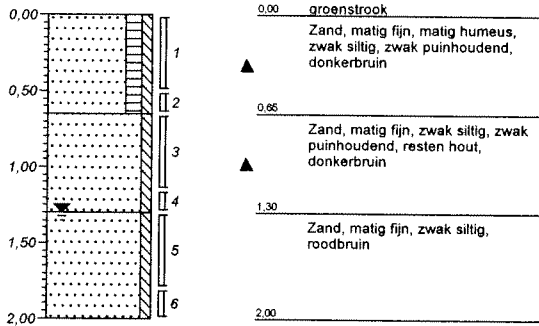 0,00
0,50
1,00
1,50
2,00
1
2
3
4
5
6
0,00 groenstrook
Zand, matig fijn, matig humeus,
zwak siltig, zwak puinhoudend,
donkerbruin
0,65
Zand, matig fijn, zwak siltig, zwak
puinhoudend, resten hout,
donkerbruin
1,30
Zand, matig fijn, zwak siltig,
roodbruin
2,00